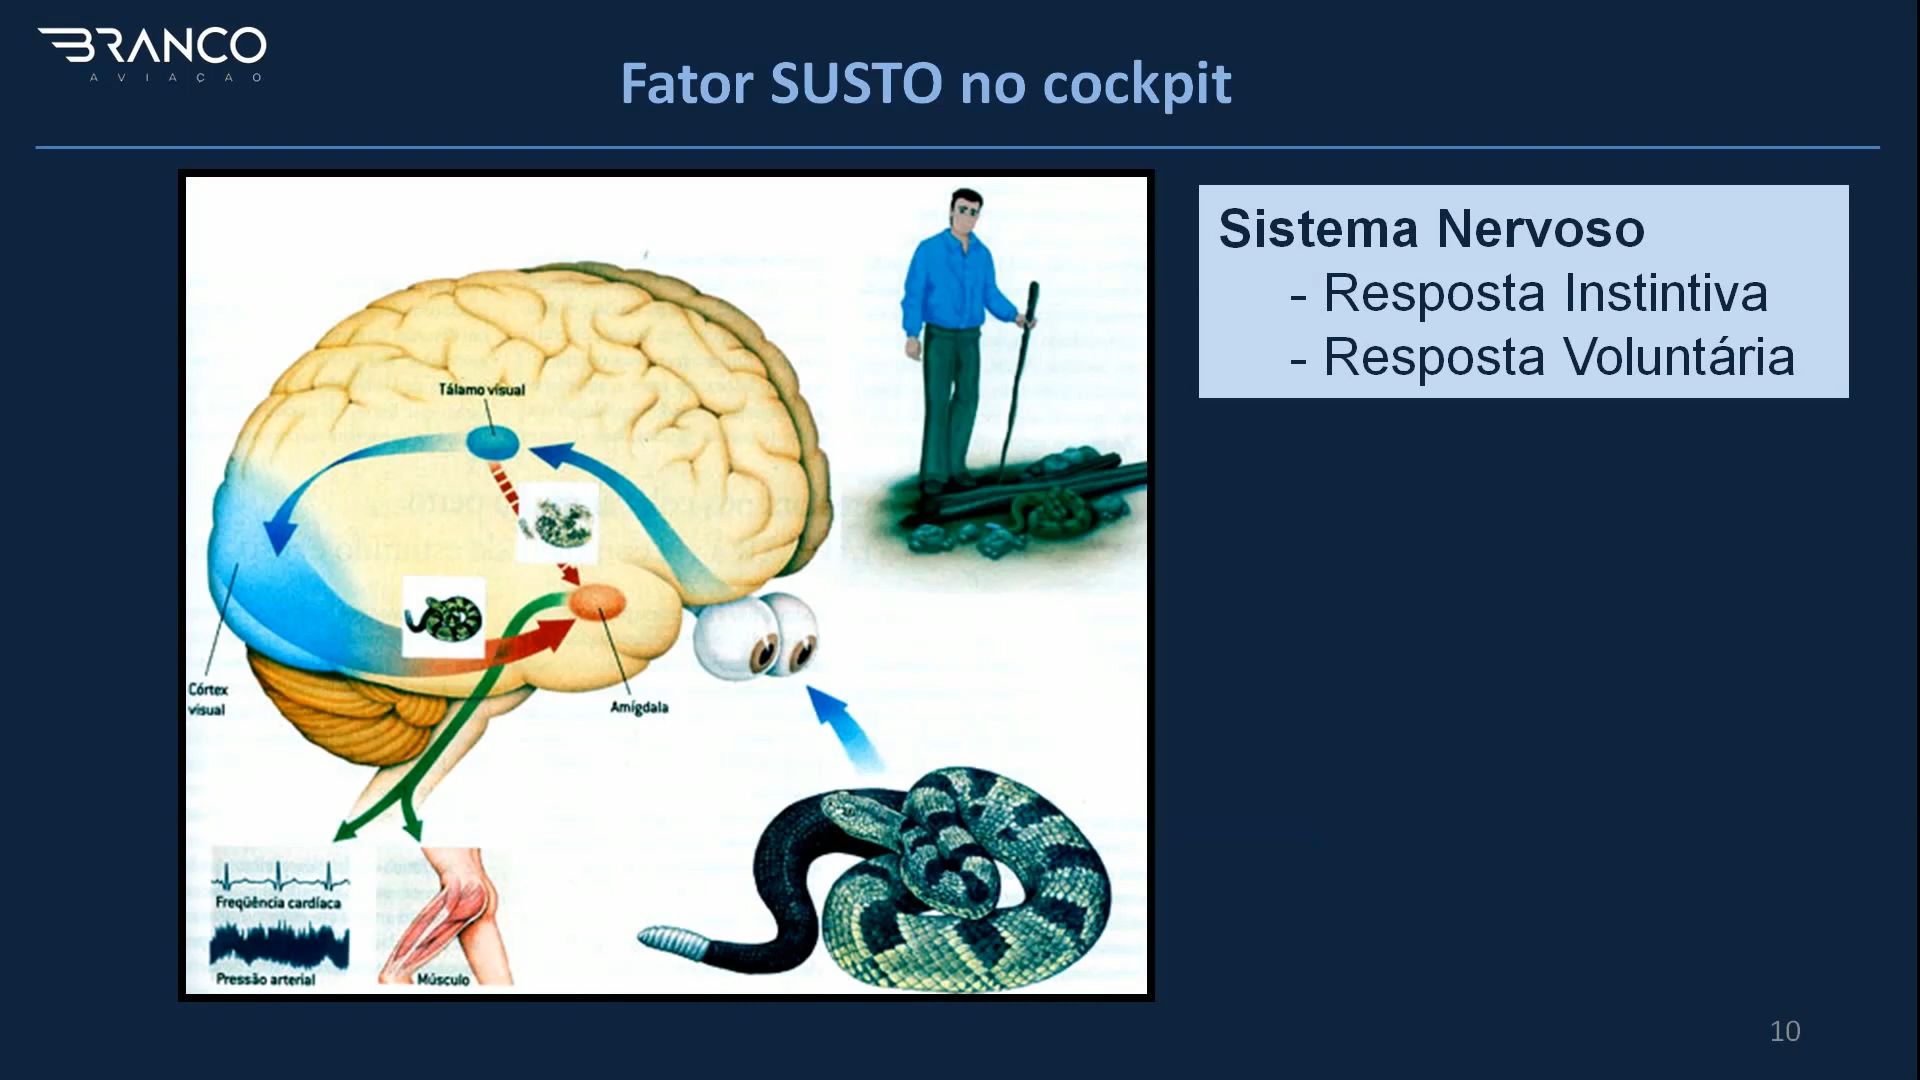 BRANCO
AVIAÇAO
Fator SUSTO no cockpit
Sistema Nervoso
- Resposta Instintiva
- Resposta Voluntária
Tálamo visual
Córtex
visual
Amígdala
Freqüência cardíaca
Pressão arterial
Músculo
10